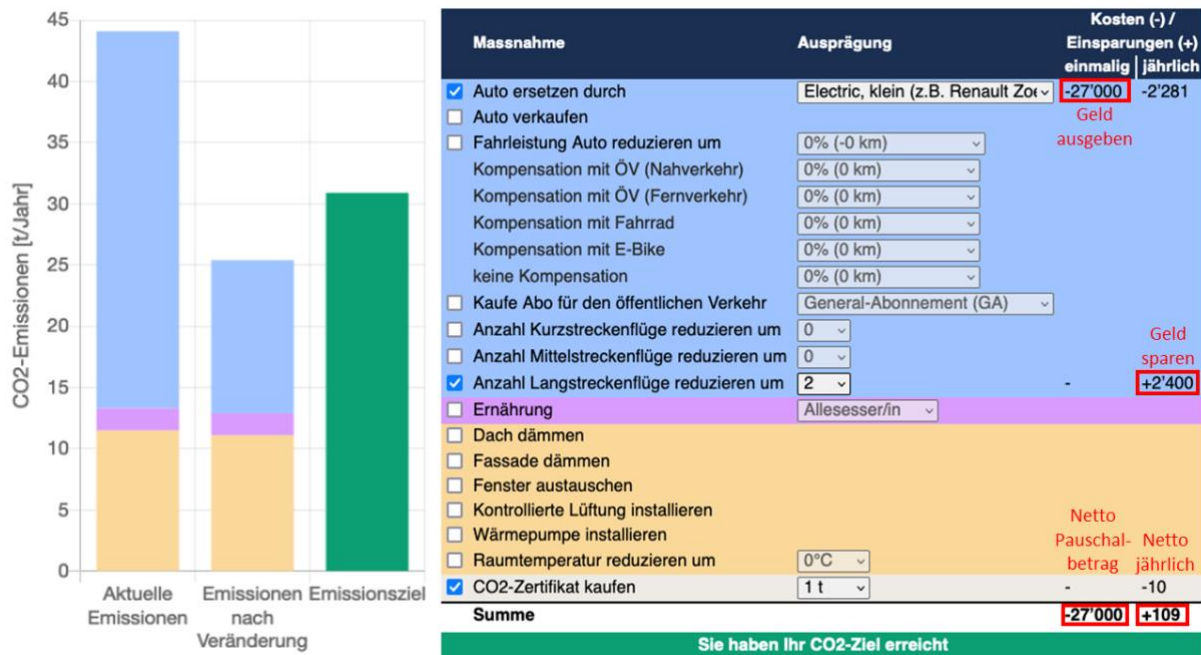 45
40
35
30
25
20
15
10
5
0
CO2-Emissionen [t/Jahr]
Aktuelle
Emissionen
Emissionen
nach
Veränderung
Emissionsziel
Kosten (-) /
Massnahme Ausprägung Einsparungen (+)
einmalig jährlich
Auto ersetzen durch Electric, klein (z.B. Renault Zoe -27'000 -2'281
Auto verkaufen Geld
Fahrleistung Auto reduzieren um 0% (-0 km) ausgeben
Kompensation mit ÖV (Nahverkehr) 0% (0 km)
Kompensation mit ÖV (Fernverkehr) 0% (0 km)
Kompensation mit Fahrrad 0% (0 km)
Kompensation mit E-Bike 0% (0 km)
keine Kompensation 0% (0 km)
Kaufe Abo für den öffentlichen Verkehr General-Abonnement (GA)
Anzahl Kurzstreckenflüge reduzieren um 0 Geld
Anzahl Mittelstreckenflüge reduzieren um 0 sparen
Anzahl Langstreckenflüge reduzieren um 2 - +2'400
Ernährung Allesesser/in
Dach dämmen
Fassade dämmen
Fenster austauschen
Kontrollierte Lüftung installieren Netto
Wärmepumpe installieren Pauschal- Netto
Raumtemperatur reduzieren um 0°C betrag jährlich
CO2-Zertifikat kaufen 1 t - -10
Summe -27'000 +109
Sie haben Ihr CO2-Ziel erreicht